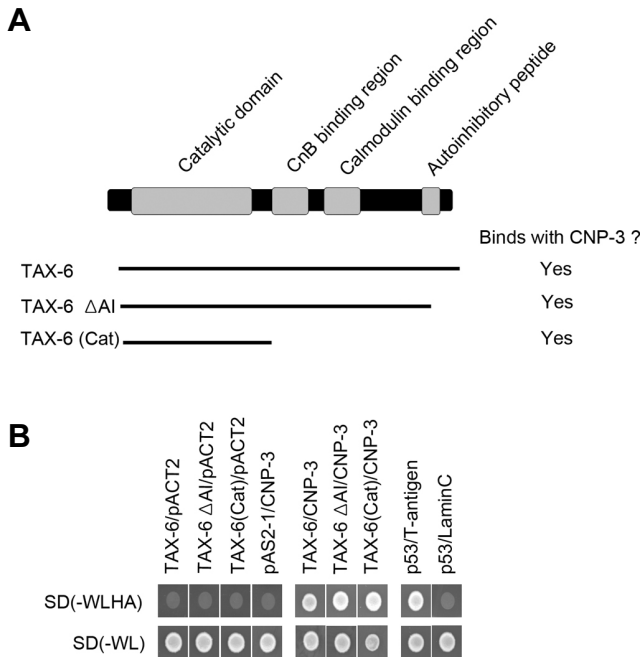 A
Catalytic domain
CnB binding region
Calmodulin binding region
Autoinhibitory peptide
Binds with CNP-3 ?
TAX-6 Yes
TAX-6 ΔAI Yes
TAX-6 (Cat) Yes
B
TAX-6/pACT2
TAX-6 ΔAI/pACT2
TAX-6(Cat)/pACT2
pAS2-1/CNP-3
TAX-6/CNP-3
TAX-6 ΔAI/CNP-3
TAX-6(Cat)/CNP-3
p53/T-antigen
p53/LaminC
SD(-WLHA)
SD(-WL)